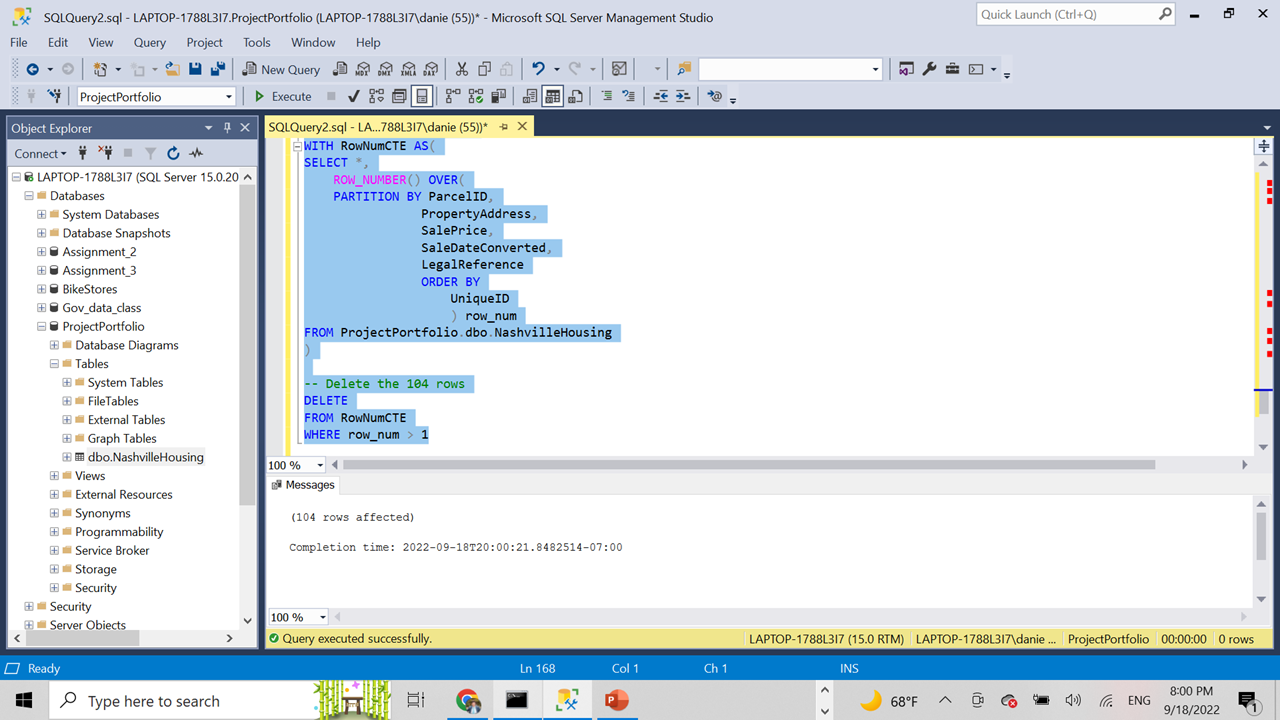 SQLQuery2.sql - LAPTOP-1788L3I7.ProjectPortfolio (LAPTOP-1788L3I7\danie (55))* - Microsoft SQL Server Management Studio
Quick Launch (Ctrl+Q)
File Edit View Query Project Tools Window Help
New Query MDX DMX XMLA DAX
ProjectPortfolio Execute
Object Explorer
SQLQuery2.sql - LA...788L3I7\danie (55))*
Connect
LAPTOP-1788L3I7 (SQL Server 15.0.20
Databases
System Databases
Database Snapshots
Assignment_2
Assignment_3
BikeStores
Gov_data_class
ProjectPortfolio
Database Diagrams
Tables
System Tables
FileTables
External Tables
Graph Tables
dbo.NashvilleHousing
Views
External Resources
Synonyms
Programmability
Service Broker
Storage
Security
Security
Server Objects
WITH RowNumCTE AS(
SELECT *,
ROW_NUMBER() OVER(
PARTITION BY ParcelID,
PropertyAddress,
SalePrice,
SaleDateConverted,
LegalReference
ORDER BY
UniqueID
) row_num
FROM ProjectPortfolio.dbo.NashvilleHousing
)
-- Delete the 104 rows
DELETE
FROM RowNumCTE
WHERE row_num > 1
100 %
Messages
(104 rows affected)
Completion time: 2022-09-18T20:00:21.8482514-07:00
100 %
Query executed successfully. LAPTOP-1788L3I7 (15.0 RTM) LAPTOP-1788L3I7\danie ... ProjectPortfolio 00:00:00 0 rows
Ready Ln 168 Col 1 Ch 1 INS
Type here to search
68°F
ENG
8:00 PM
9/18/2022
1